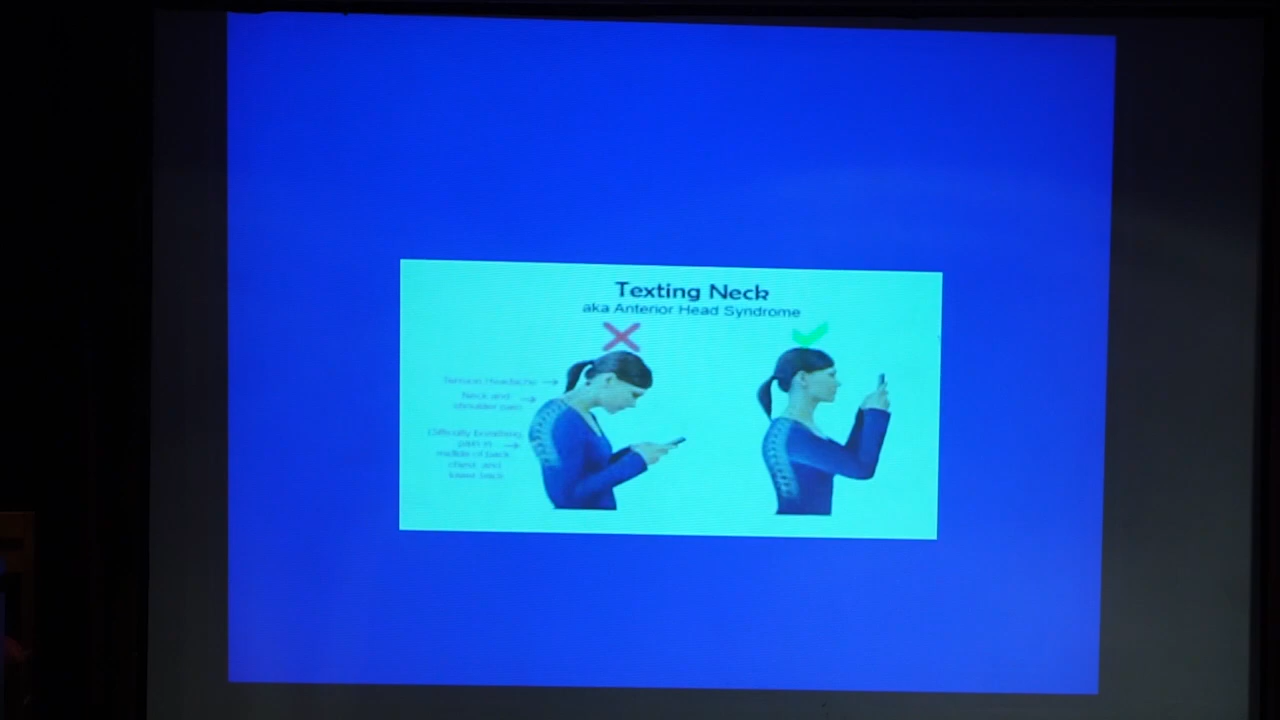 Texting Neck
aka Anterior Head Syndrome
Tension Headache
Neck and
shoulder pain
Difficulty breathing,
pain in
middle of back
chest and
lower back